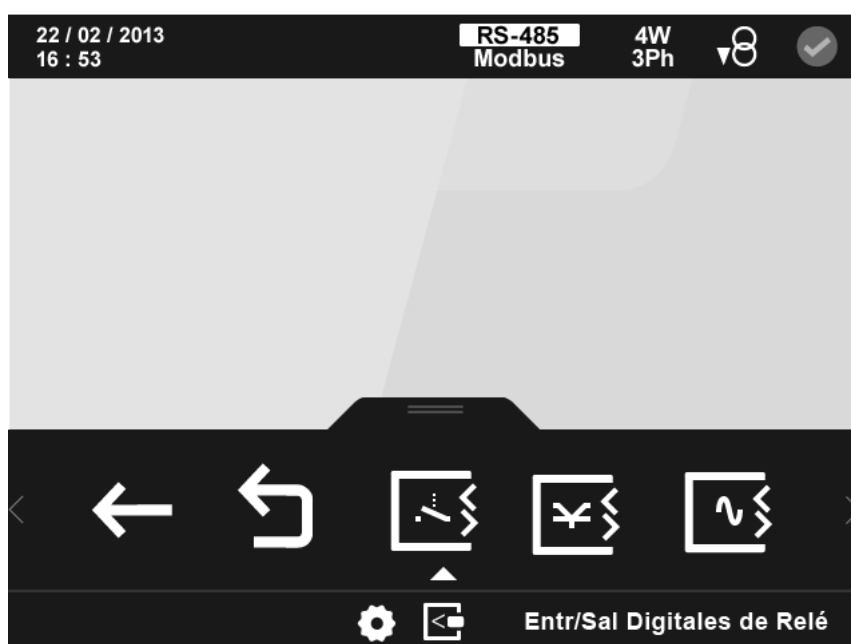 22 / 02 / 2013
16 : 53
RS-485
Modbus
4W
3Ph
Entr/Sal Digitales de Relé